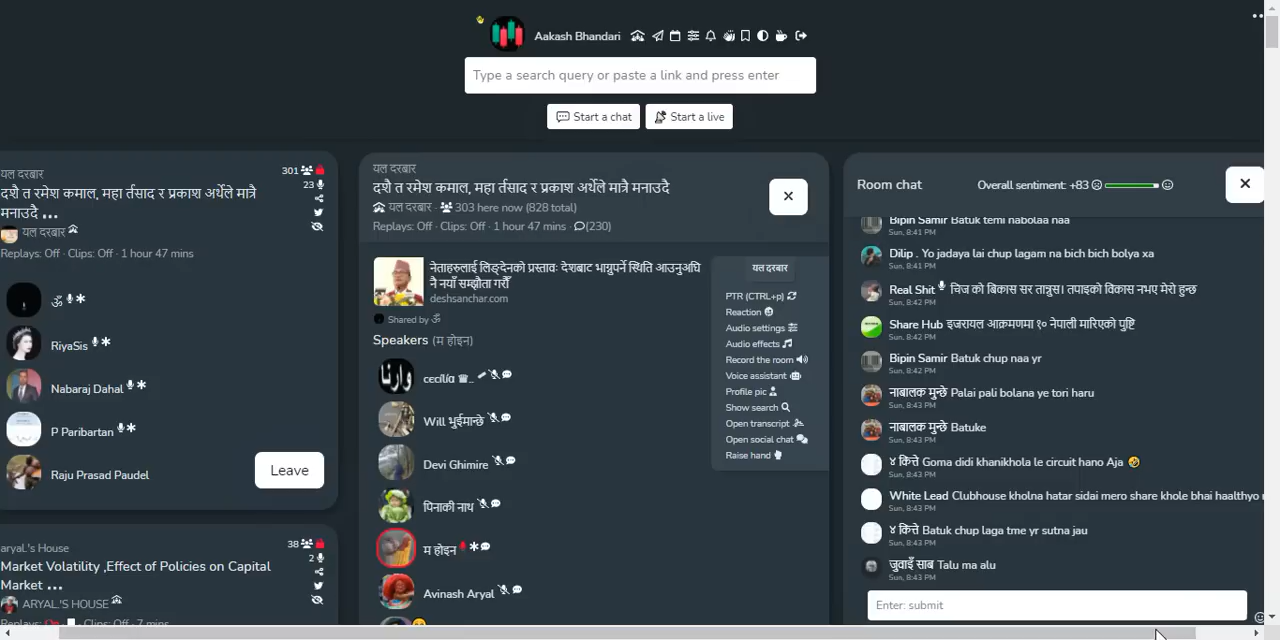 Aakash Bhandari
Type a search query or paste a link and press enter
Start a chat
Start a live
यल दरबार
301
दशै त रमेश कमाल, महा र्तसाद र प्रकाश अर्थेले मात्रै
23
मनाउदै ...
यल दरबार
Replays: Off · Clips: Off · 1 hour 47 mins
ॐ
RiyaSis
Nabaraj Dahal
P Paribartan
Raju Prasad Paudel
Leave
aryal.'s House
38
Market Volatility ,Effect of Policies on Capital
2
Market ...
ARYAL.'S HOUSE
Clips: Off · 7 mins
यल दरबार
दशै त रमेश कमाल, महा र्तसाद र प्रकाश अर्थेले मात्रै मनाउदै
यल दरबार · 303 here now (828 total)
Replays: Off · Clips: Off · 1 hour 47 mins · (230)
नेताहरुलाई लिङ्देनको प्रस्तावः देशबाट भाग्नुपर्ने स्थिति आउनुअघि
नै नयाँ सम्झौता गरौँ
deshsanchar.com
Shared by ॐ
Speakers (म होइन)
cecília ♕..
Will भुईमान्छे
Devi Ghimire
पिनाकी नाथ
म होइन
Avinash Aryal
यल दरबार
PTR (CTRL+p)
Reaction
Audio settings
Audio effects
Record the room
Voice assistant
Profile pic
Show search
Open transcript
Open social chat
Raise hand
Room chat
Overall sentiment: +83
Bipin Samir Batuk temi nabolaa naa
Sun, 8:41 PM
Dilip . Yo jadaya lai chup lagam na bich bich bolya xa
Sun, 8:41 PM
Real Shit चिज को बिकास सर तान्नुस। तपाइको विकास नभए मेरो हुन्छ
Sun, 8:42 PM
Share Hub इजरायल आक्रमणमा १० नेपाली मारिएको पुष्टि
Sun, 8:42 PM
Bipin Samir Batuk chup naa yr
Sun, 8:42 PM
नाबालक मुन्छे Palai pali bolana ye tori haru
Sun, 8:43 PM
नाबालक मुन्छे Batuke
Sun, 8:43 PM
४ कित्ते Goma didi khanikhola le circuit hano Aja 🤣
Sun, 8:43 PM
White Lead Clubhouse kholna hatar sidai mero share khole bhai haalthyo
Sun, 8:43 PM
४ कित्ते Batuk chup laga tme yr sutna jau
Sun, 8:43 PM
जुवाइँ साब Talu ma alu
Sun, 8:43 PM
Enter: submit